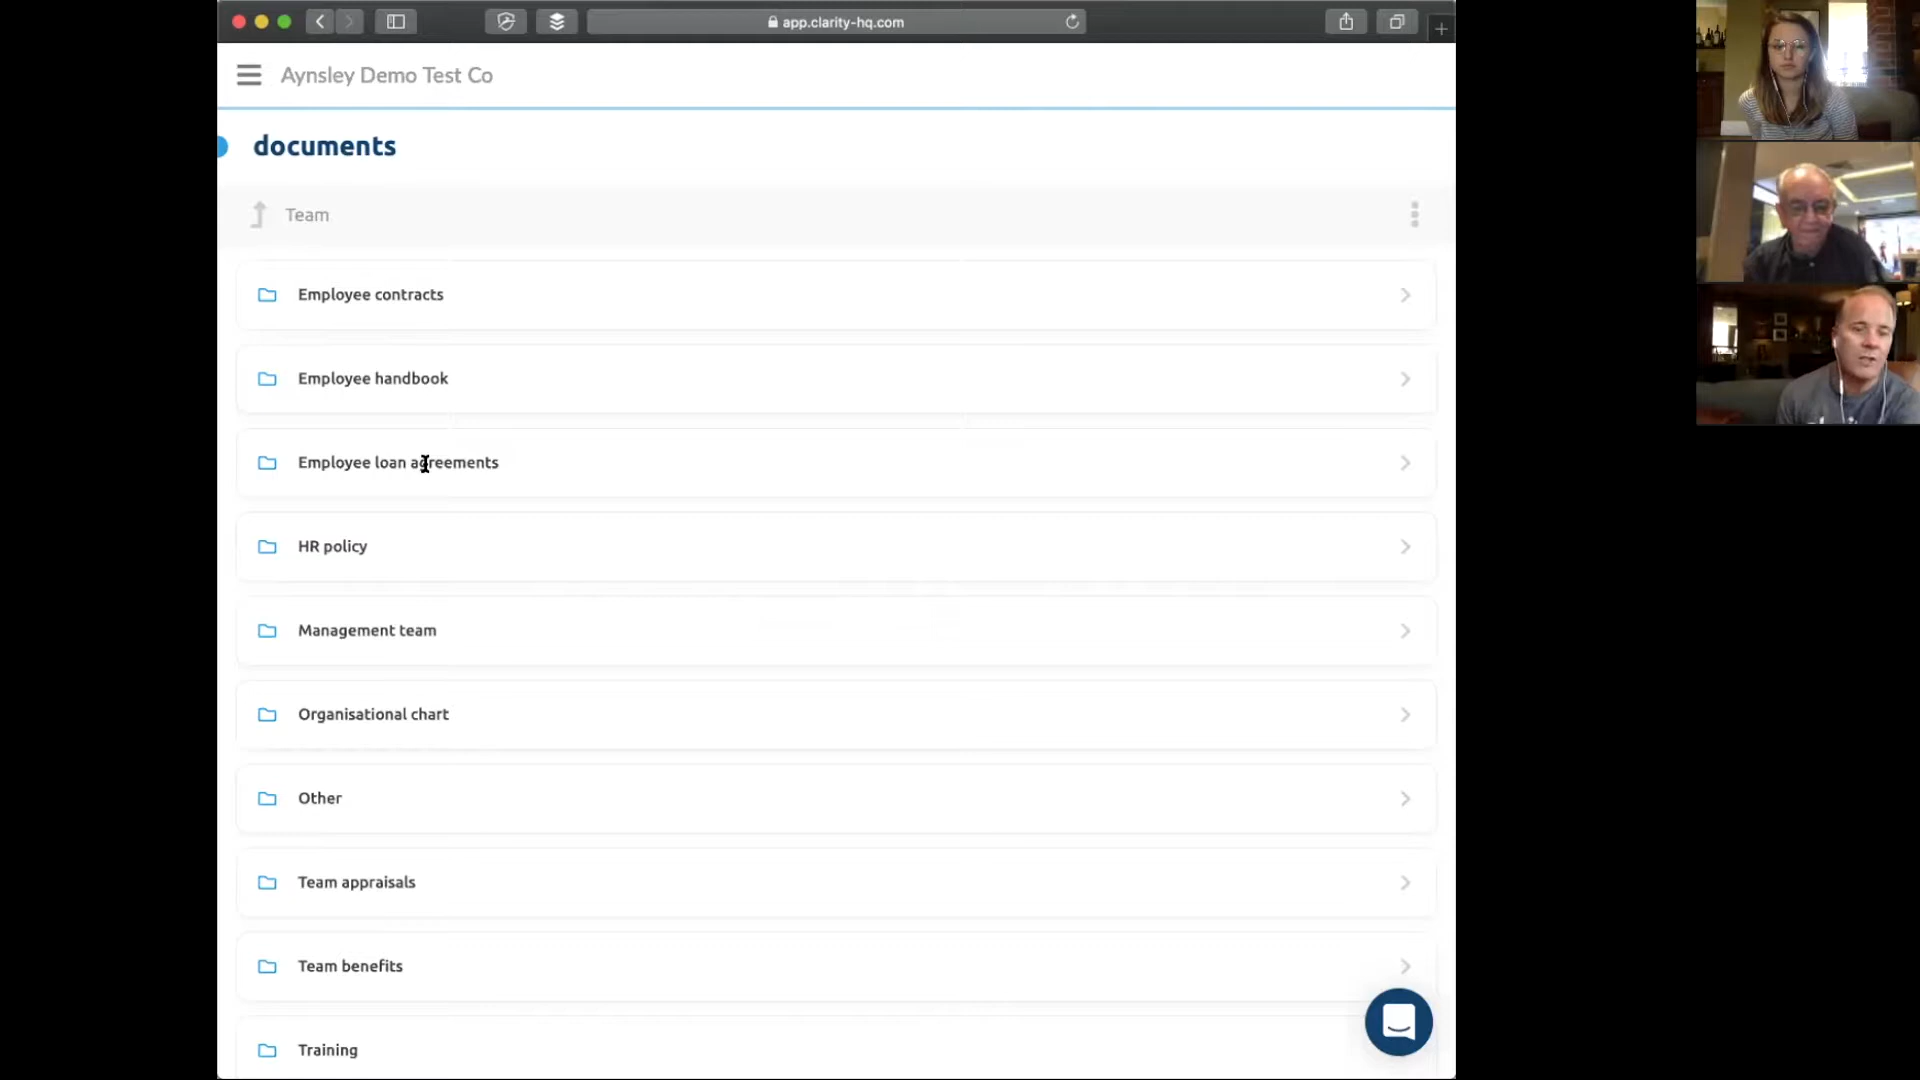 app.clarity-hq.com
Aynsley Demo Test Co
documents
Team
Employee contracts
Employee handbook
Employee loan agreements
HR policy
Management team
Organisational chart
Other
Team appraisals
Team benefits
Training